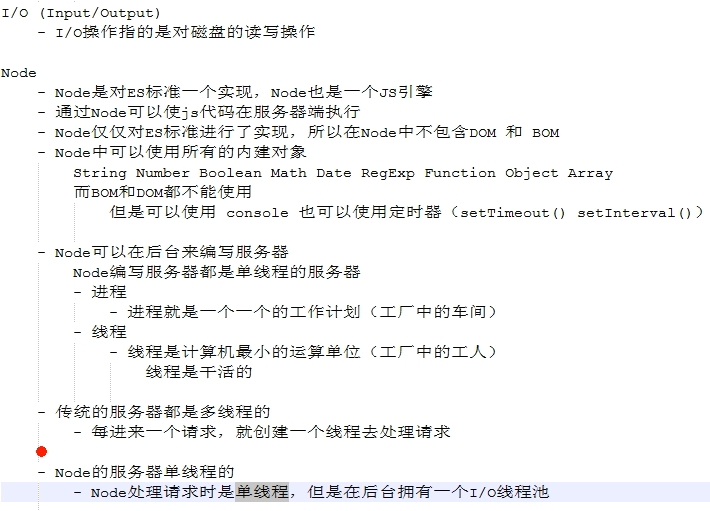 I/O (Input/Output)
- I/O操作指的是对磁盘的读写操作
Node
- Node是对ES标准一个实现，Node也是一个JS引擎
- 通过Node可以使js代码在服务器端执行
- Node仅仅对ES标准进行了实现，所以在Node中不包含DOM 和 BOM
- Node中可以使用所有的内建对象
String Number Boolean Math Date RegExp Function Object Array
而BOM和DOM都不能使用
但是可以使用 console 也可以使用定时器（setTimeout() setInterval()）
- Node可以在后台来编写服务器
Node编写服务器都是单线程的服务器
- 进程
- 进程就是一个一个的工作计划（工厂中的车间）
- 线程
- 线程是计算机最小的运算单位（工厂中的工人）
线程是干活的
- 传统的服务器都是多线程的
- 每进来一个请求，就创建一个线程去处理请求
- Node的服务器单线程的
- Node处理请求时是单线程，但是在后台拥有一个I/O线程池